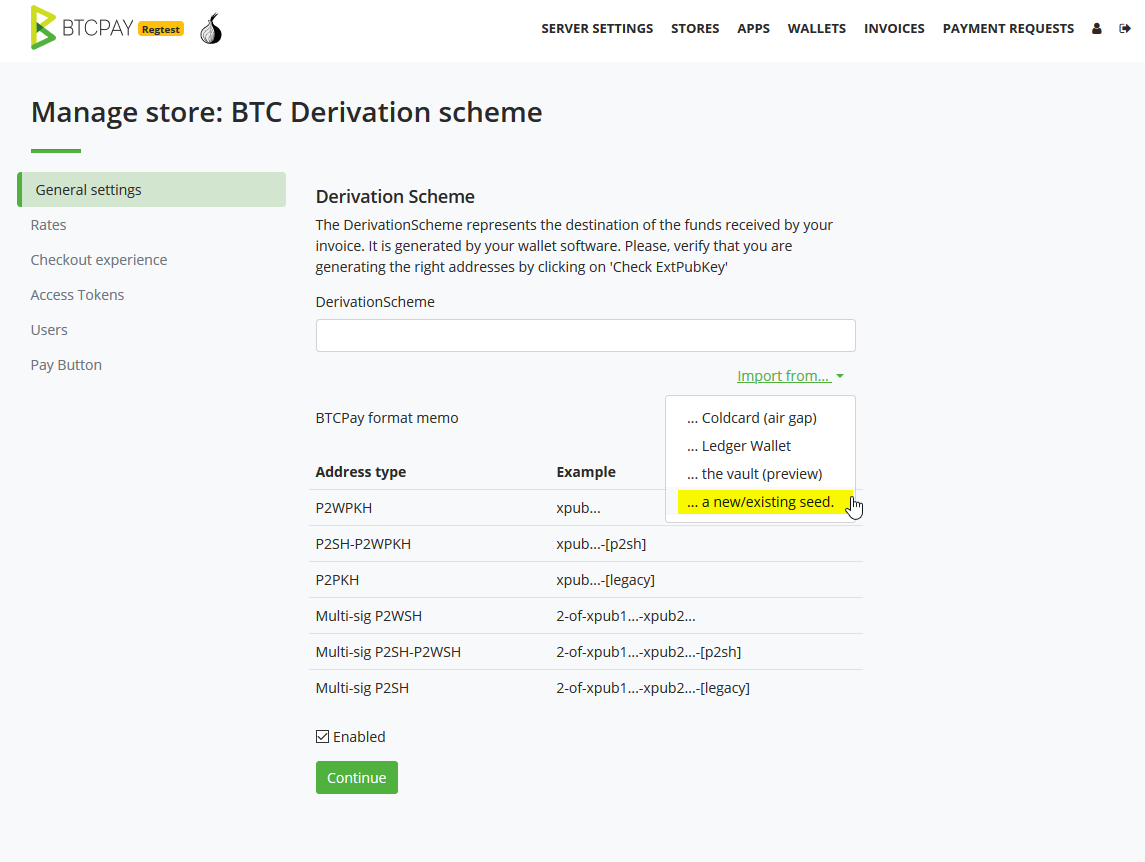 BTCPAY Regtest
SERVER SETTINGS STORES APPS WALLETS INVOICES PAYMENT REQUESTS
Manage store: BTC Derivation scheme
General settings
Rates
Checkout experience
Access Tokens
Users
Pay Button
Derivation Scheme
The DerivationScheme represents the destination of the funds received by your
invoice. It is generated by your wallet software. Please, verify that you are
generating the right addresses by clicking on 'Check ExtPubKey'
DerivationScheme
Import from...
... Coldcard (air gap)
... Ledger Wallet
... the vault (preview)
... a new/existing seed.
BTCPay format memo
Address type Example
P2WPKH xpub...
P2SH-P2WPKH xpub...-[p2sh]
P2PKH xpub...-[legacy]
Multi-sig P2WSH 2-of-xpub1...-xpub2...
Multi-sig P2SH-P2WSH 2-of-xpub1...-xpub2...-[p2sh]
Multi-sig P2SH 2-of-xpub1...-xpub2...-[legacy]
Enabled
Continue